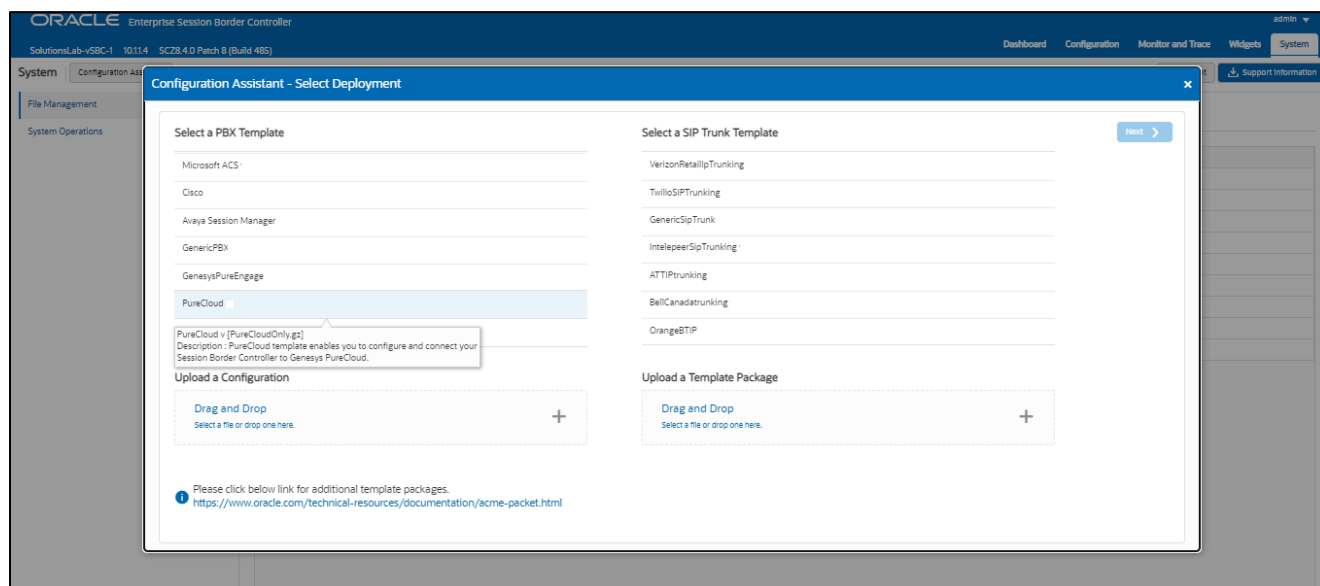 ORACLE Enterprise Session Border Controller
admin
SolutionsLab-vSBC-1 10.1.1.4 SCZ8.4.0 Patch 8 (Build 485)
Dashboard Configuration Monitor and Trace Widgets System
System Configuration Ass
Support Information
File Management
System Operations
Configuration Assistant - Select Deployment
Select a PBX Template
Microsoft ACS
Cisco
Avaya Session Manager
GenericPBX
GenesysPureEngage
PureCloud
PureCloud v [PureCloudOnly.gz]
Description : PureCloud template enables you to configure and connect your
Session Border Controller to Genesys PureCloud.
Select a SIP Trunk Template
Next
VerizonRetailIpTrunking
TwilioSIPTrunking
GenericSipTrunk
IntelepeerSipTrunking
ATTIPtrunking
BellCanadatrunking
OrangeBTIP
Upload a Configuration
Drag and Drop
Select a file or drop one here.
Upload a Template Package
Drag and Drop
Select a file or drop one here.
Please click below link for additional template packages.
https://www.oracle.com/technical-resources/documentation/acme-packet.html